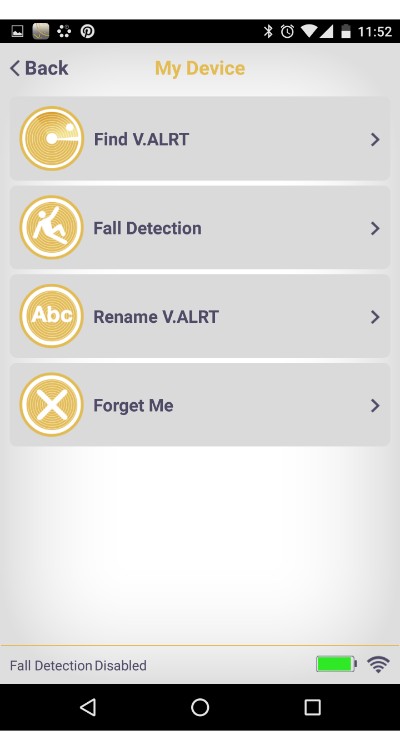 11:52
Back
My Device
Find V.ALRT
Fall Detection
Abc
Rename V.ALRT
Forget Me
Fall Detection Disabled